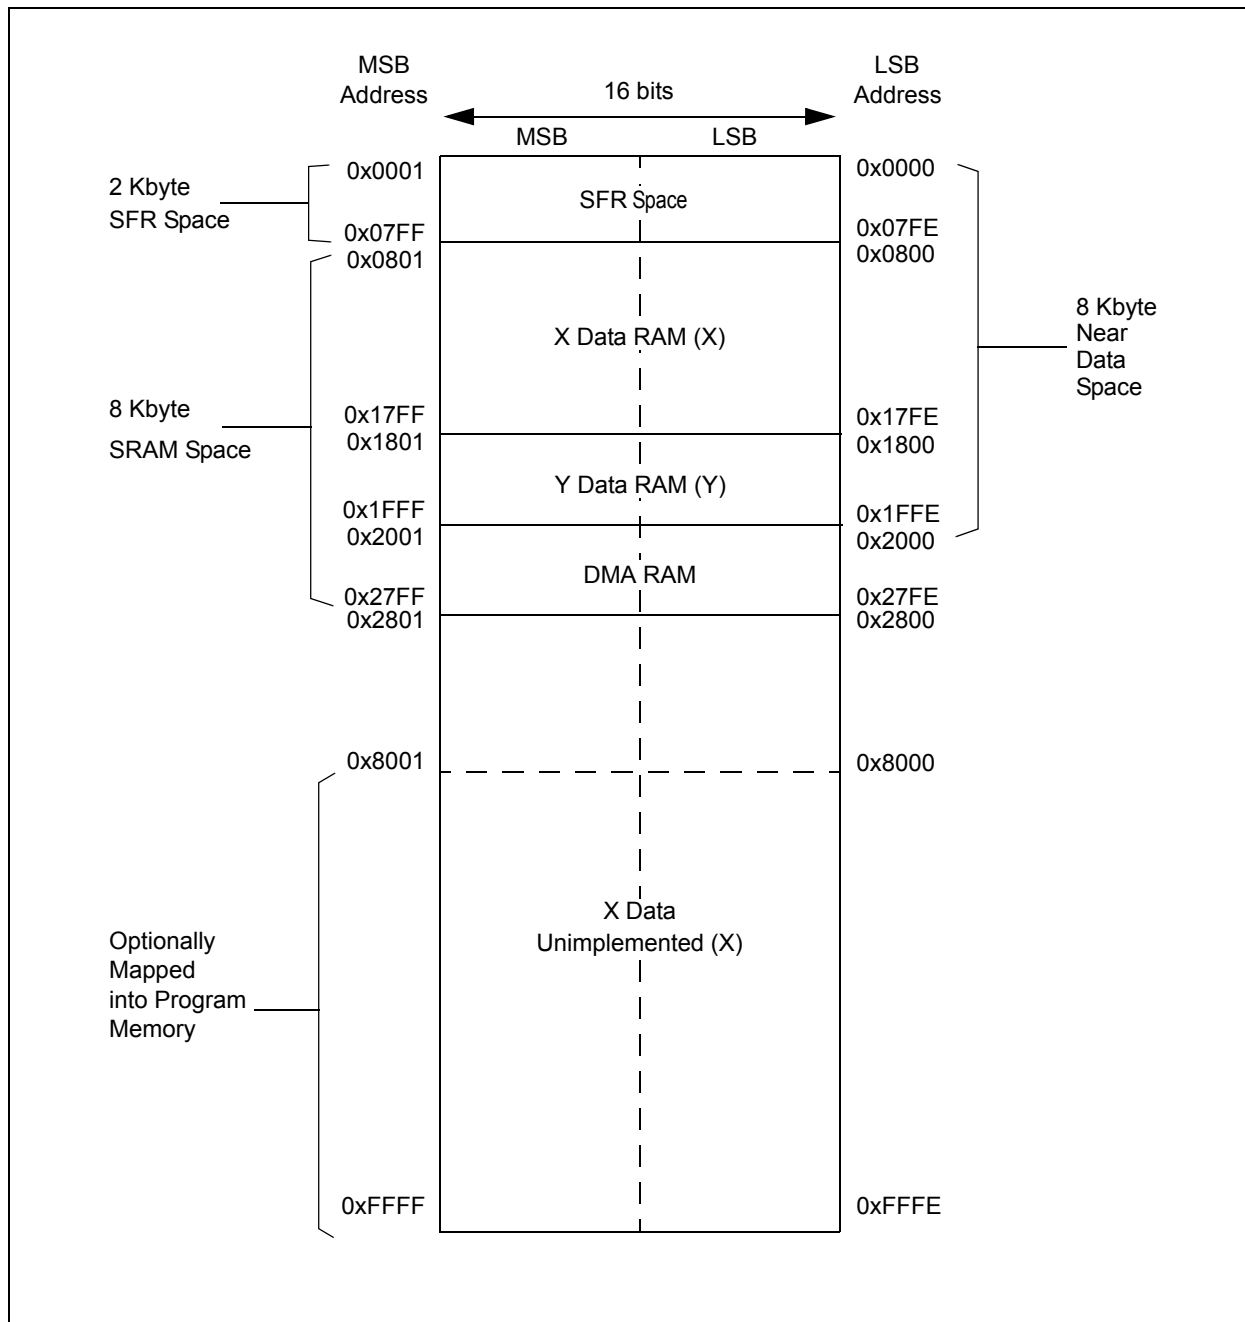 MSB
Address
LSB
Address
16 bits
MSB
LSB
0x0001
0x0000
2 Kbyte
SFR Space
SFR Space
0x07FF
0x07FE
0x0801
0x0800
8 Kbyte
Near
Data
Space
X Data RAM (X)
8 Kbyte
SRAM Space
0x17FF
0x17FE
0x1801
0x1800
Y Data RAM (Y)
0x1FFF
0x1FFE
0x2001
0x2000
DMA RAM
0x27FF
0x27FE
0x2801
0x2800
0x8001
0x8000
X Data
Unimplemented (X)
Optionally
Mapped
into Program
Memory
0xFFFF
0xFFFE